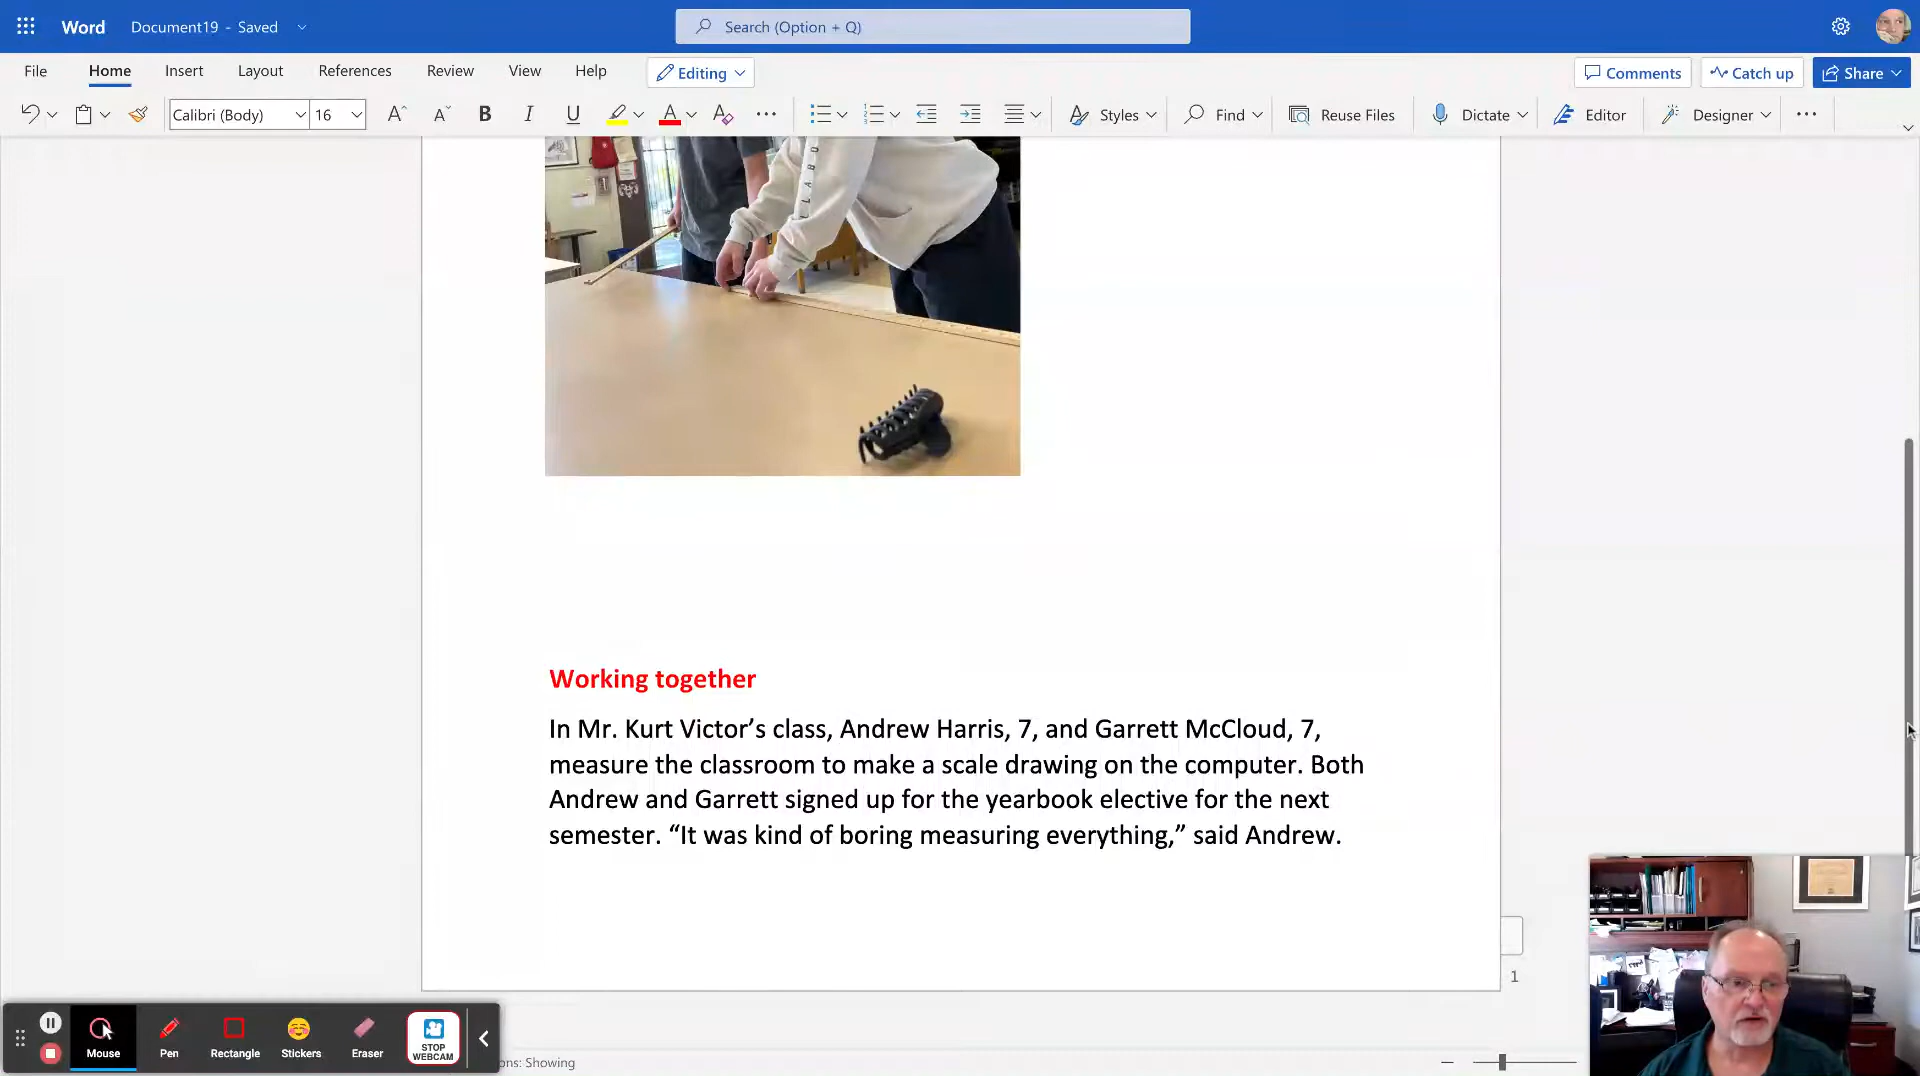 Word
Document19 - Saved
Search (Option + Q)
File
Home
Insert
Layout
References
Review
View
Help
Editing
Comments
Catch up
Share
Calibri (Body)
16
B
I
U
Styles
Find
Reuse Files
Dictate
Editor
Designer
Working together
In Mr. Kurt Victor’s class, Andrew Harris, 7, and Garrett McCloud, 7,
measure the classroom to make a scale drawing on the computer. Both
Andrew and Garrett signed up for the yearbook elective for the next
semester. “It was kind of boring measuring everything,” said Andrew.
1
Mouse
Pen
Rectangle
Stickers
Eraser
STOP
WEBCAM
ons: Showing